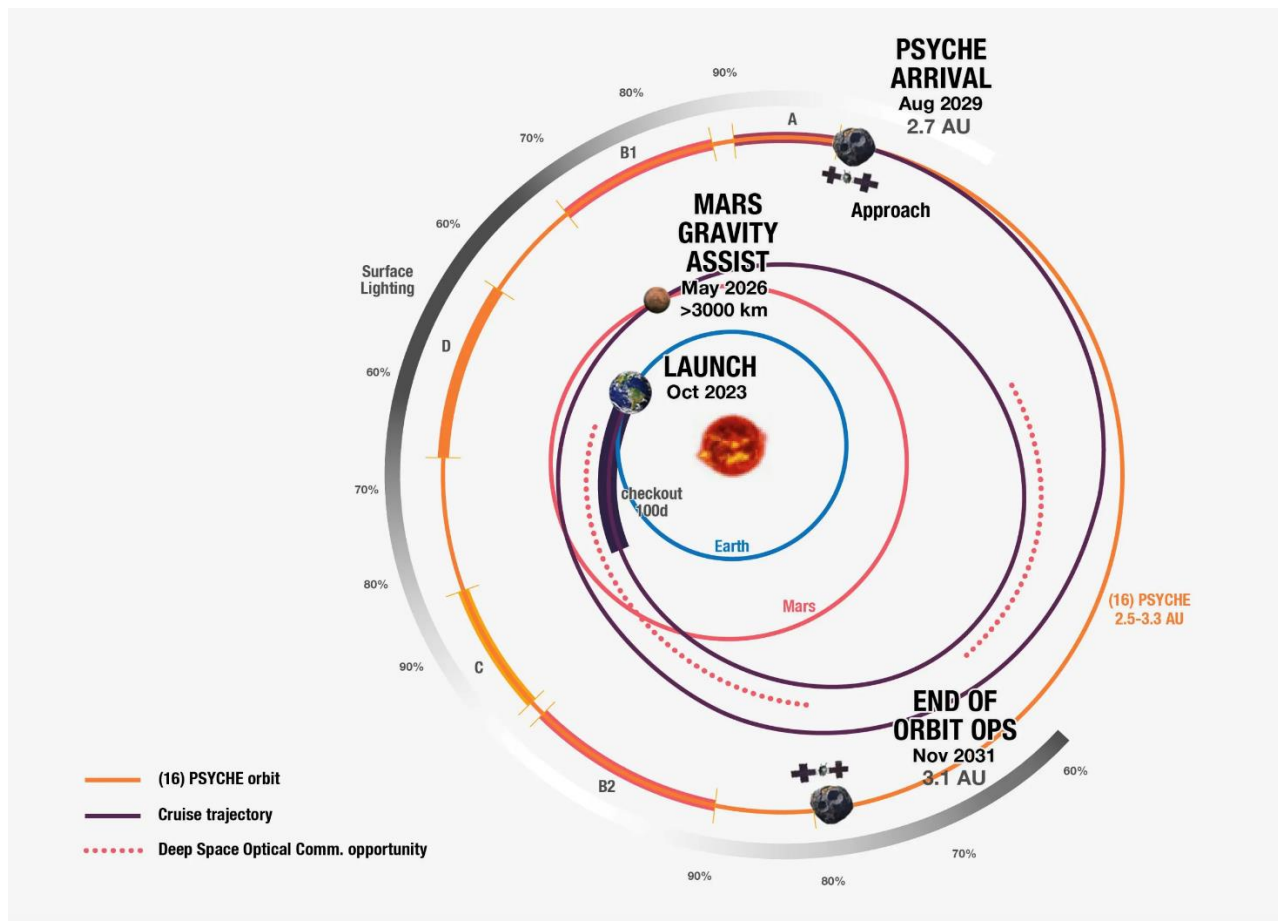 PSYCHE
ARRIVAL
Aug 2029
2.7 AU
90%
80%
70%
60%
Surface
Lighting
60%
70%
80%
90%
A
B1
D
C
B2
Approach
MARS
GRAVITY
ASSIST
May 2026
>3000 km
LAUNCH
Oct 2023
checkout
100d
Earth
Mars
(16) PSYCHE
2.5-3.3 AU
END OF
ORBIT OPS
Nov 2031
3.1 AU
60%
70%
80%
90%
(16) PSYCHE orbit
Cruise trajectory
Deep Space Optical Comm. opportunity